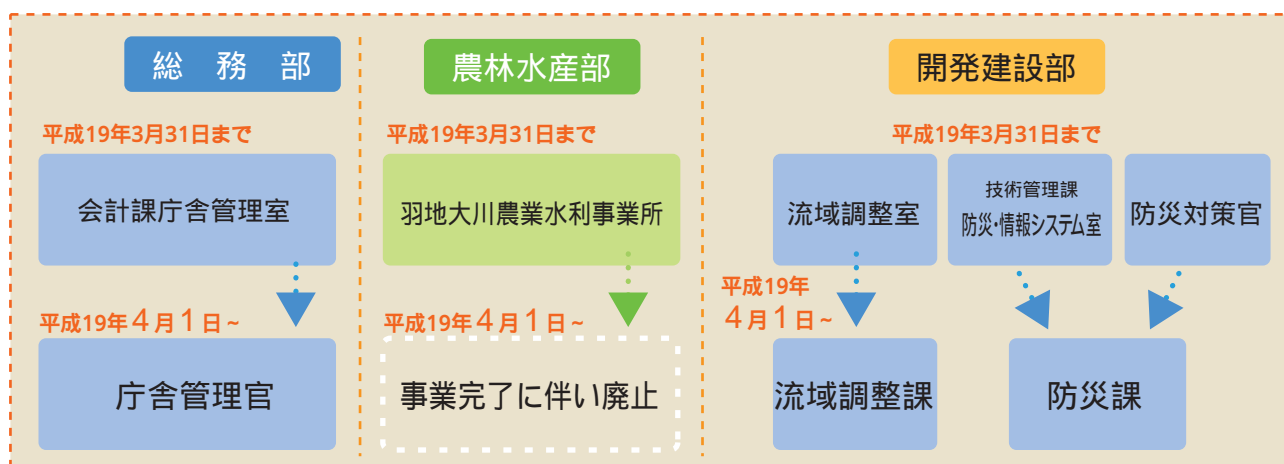 総　務　部
平成19年3月31日まで
会計課庁舎管理室
平成19年４月１日~
庁舎管理官
農林水産部
平成19年3月31日まで
羽地大川農業水利事業所
平成19年４月１日~
事業完了に伴い廃止
開発建設部
平成19年3月31日まで
流域調整室
技術管理課
防災・情報システム室
防災対策官
平成19年
４月１日~
流域調整課
防災課